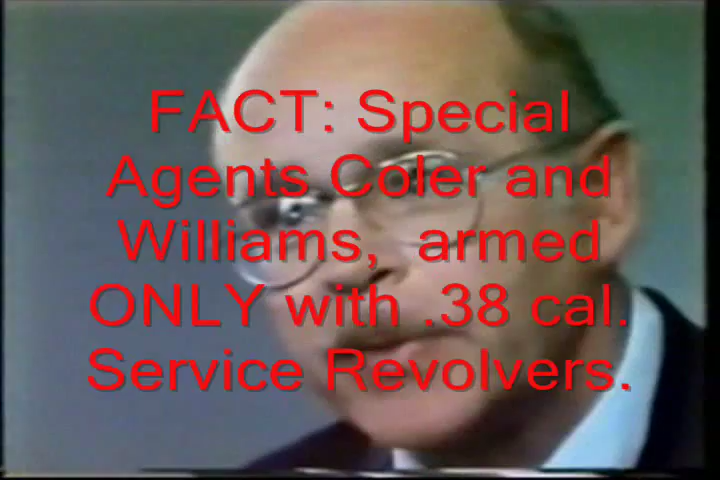 FACT: Special
Agents Coler and
Williams, armed
ONLY with .38 cal.
Service Revolvers.